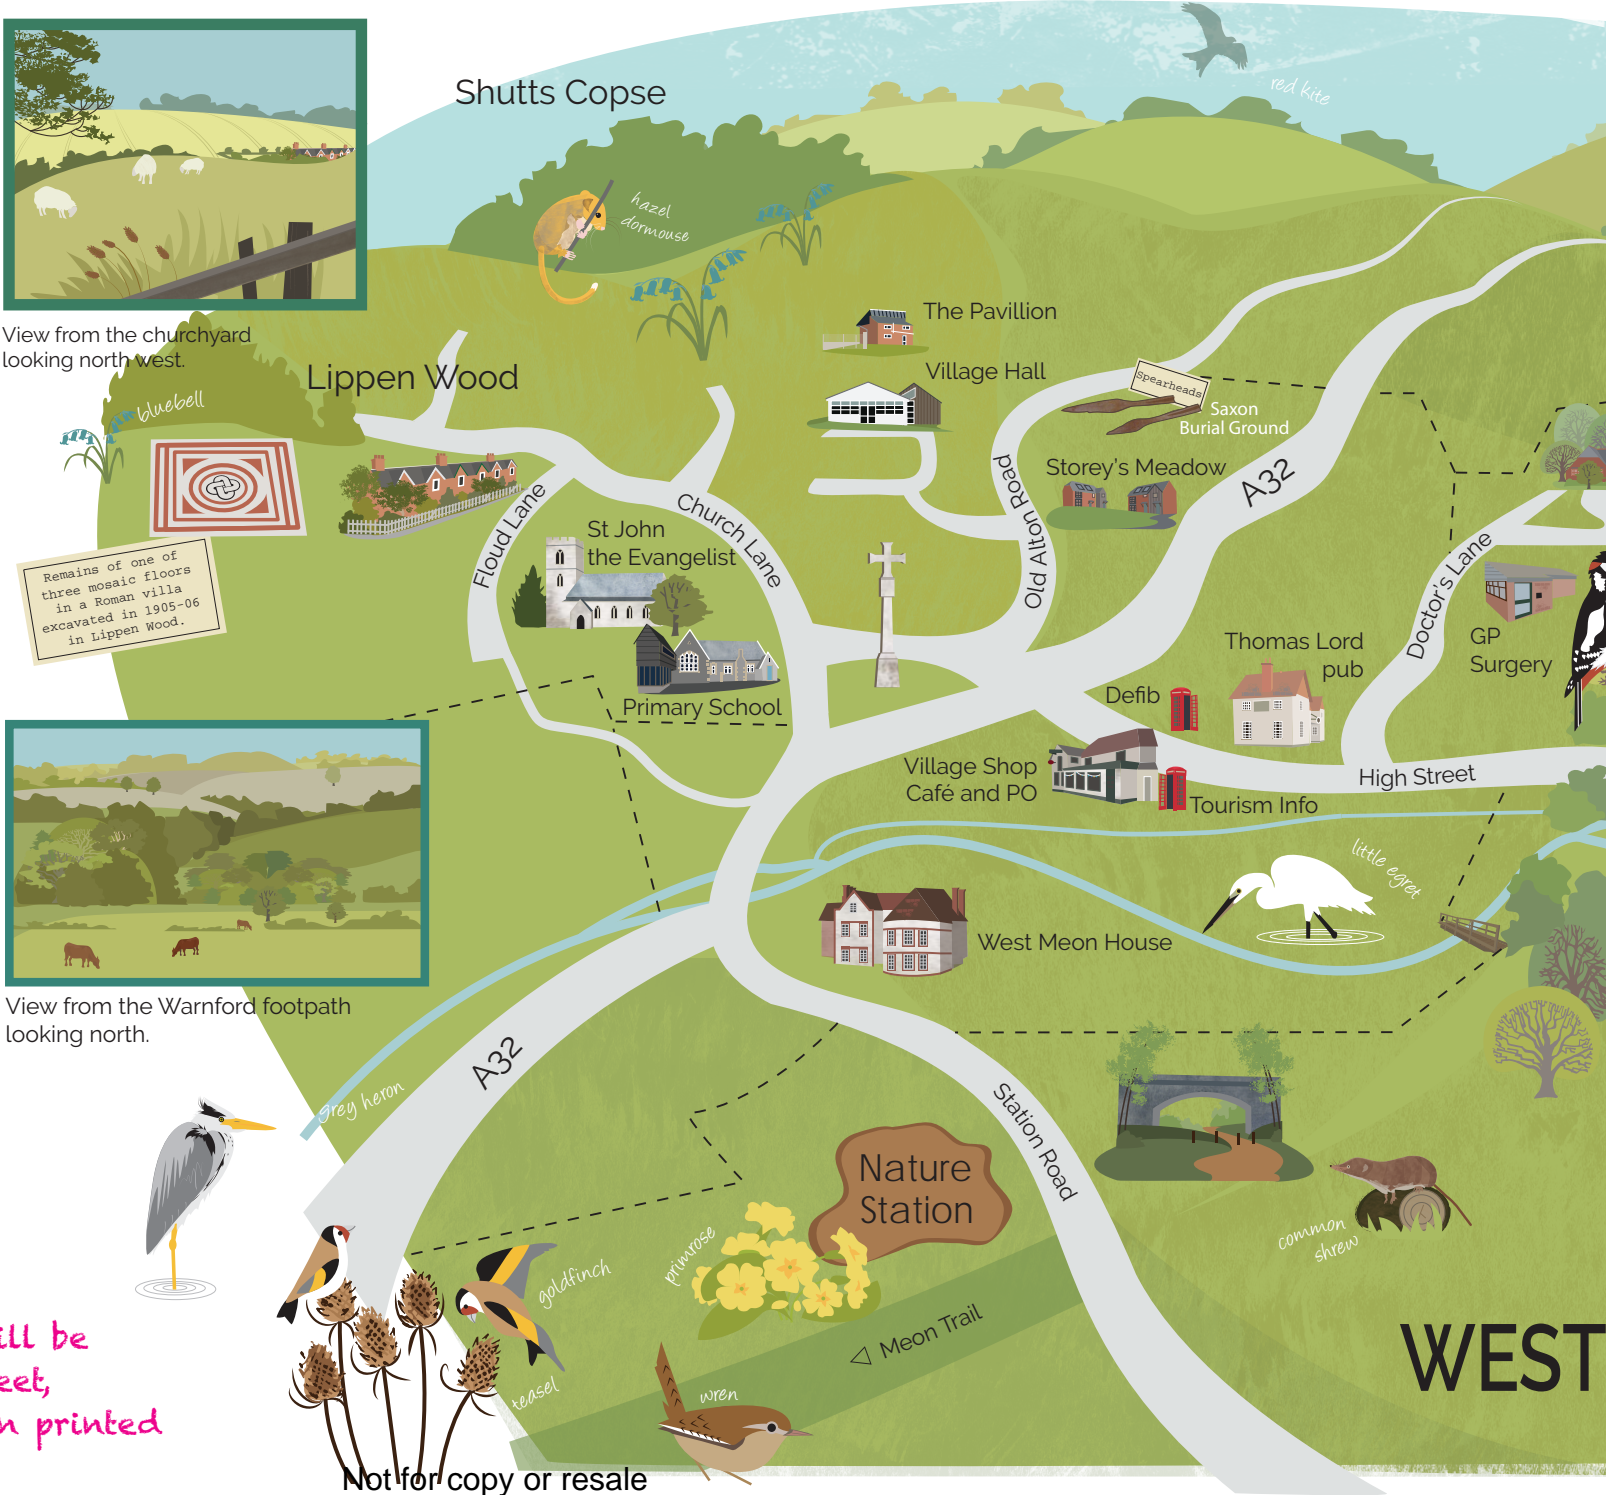 Shutts Copse
red kite
hazel
dormouse
View from the churchyard
looking north west.
The Pavillion
Village Hall
Lippen Wood
bluebell
Spearheads
Saxon
Burial Ground
Storey's Meadow
A32
Old Alton Road
Church Lane
Floud Lane
St John
the Evangelist
Remains of one of
three mosaic floors
in a Roman villa
excavated in 1905-06
in Lippen Wood.
Doctor's Lane
GP
Surgery
Thomas Lord
pub
Defib
Primary School
Village Shop
Café and PO
Tourism Info
High Street
little egret
West Meon House
View from the Warnford footpath
looking north.
A32
grey heron
Station Road
Nature
Station
primrose
goldfinch
common
shrew
Meon Trail
teasel
wren
WEST
ill be
eet,
n printed
Not for copy or resale